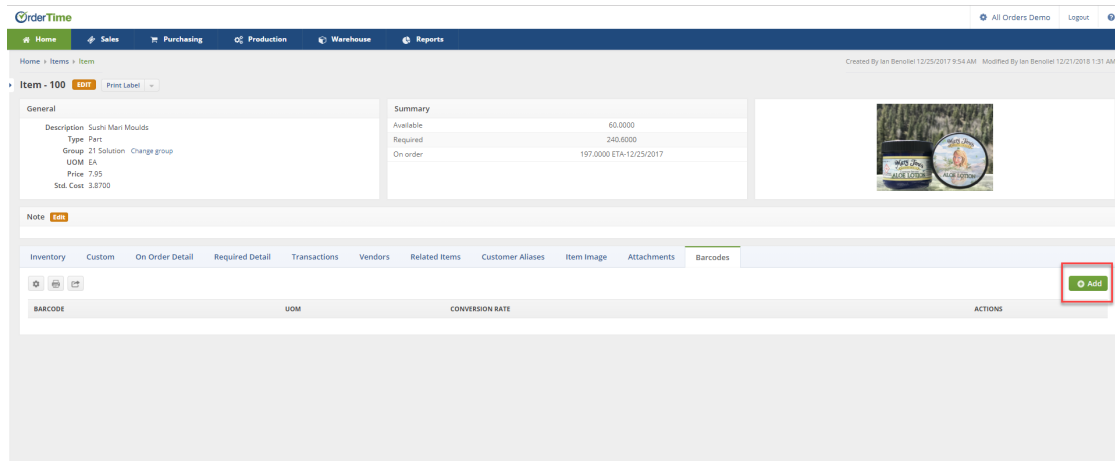 OrderTime
All Orders Demo Logout
Home Sales Purchasing Production Warehouse Reports
Home › Items › Item
Created By Ian Benoliel 12/25/2017 9:54 AM Modified By Ian Benoliel 12/21/2018 1:31 AM
Item - 100 EDIT Print Label
General
Description Sushi Mari Moulds
Type Part
Group 21 Solution Change group
UOM EA
Price 7.95
Std. Cost 3.8700
Summary
Available 60.0000
Required 240.6000
On order 197.0000 ETA-12/25/2017
ALOE LOTION
ALOE LOTION
Note Edit
Inventory Custom On Order Detail Required Detail Transactions Vendors Related Items Customer Aliases Item Image Attachments Barcodes
Add
BARCODE UOM CONVERSION RATE ACTIONS